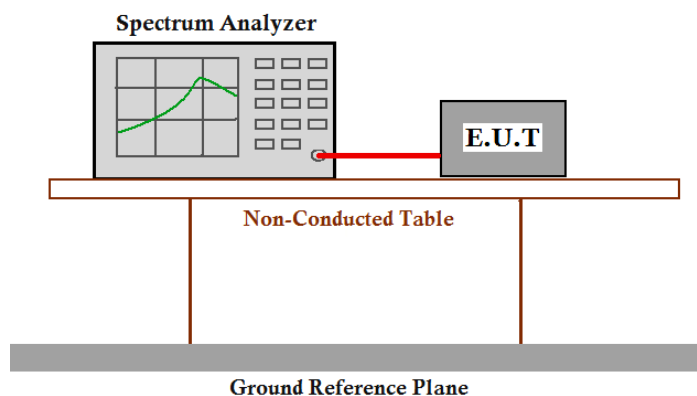 Spectrum Analyzer
E.U.T
Non-Conducted Table
Ground Reference Plane